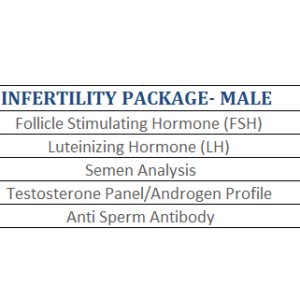 INFERTILITY PACKAGE- MALE
Follicle Stimulating Hormone (FSH)
Luteinizing Hormone (LH)
Semen Analysis
Testosterone Panel/Androgen Profile
Anti Sperm Antibody